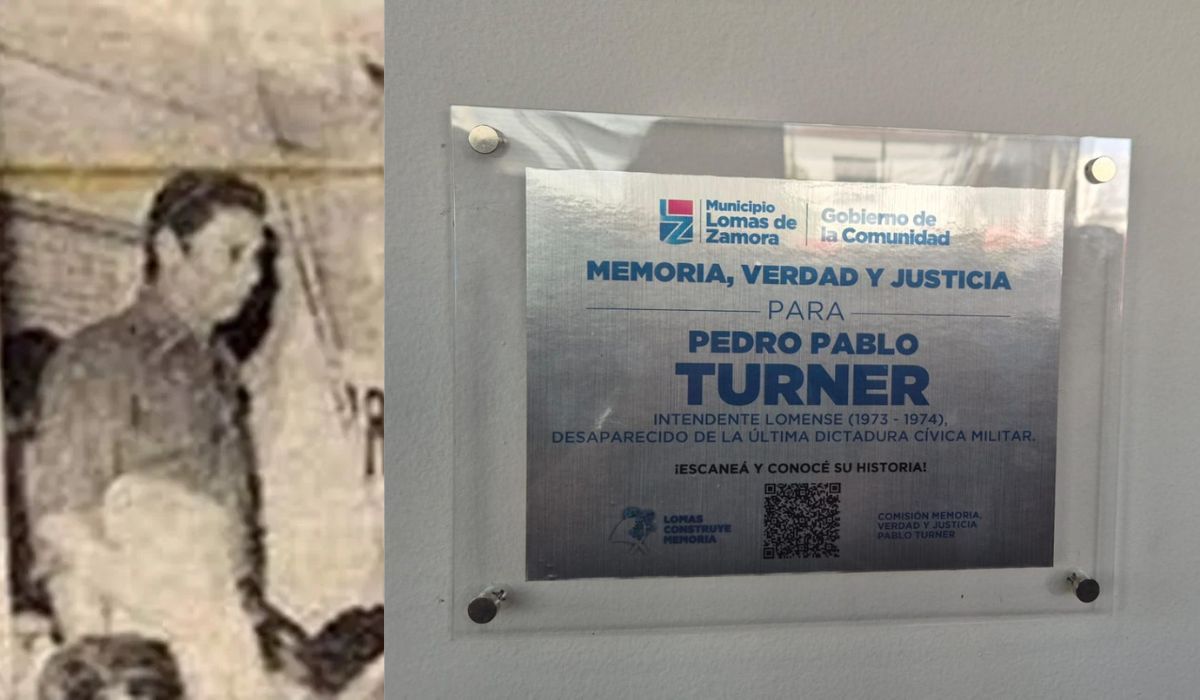 Municipio
Lomas de
Zamora
Gobierno de
la Comunidad
MEMORIA, VERDAD Y JUSTICIA
PARA
PEDRO PABLO
TURNER
INTENDENTE LOMENSE (1973 - 1974),
DESAPARECIDO DE LA ÚLTIMA DICTADURA CÍVICA MILITAR.
¡ESCANEÁ Y CONOCÉ SU HISTORIA!
LOMAS
CONSTRUYE
MEMORIA
COMISIÓN MEMORIA,
VERDAD Y JUSTICIA
PABLO TURNER